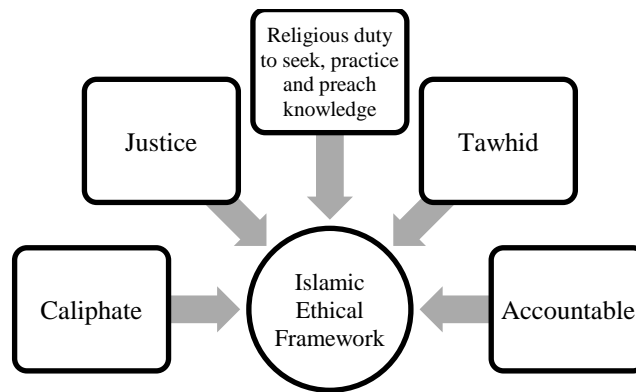 Religious duty
to seek, practice
and preach
knowledge
Justice
Tawhid
Caliphate
Islamic
Ethical
Framework
Accountable